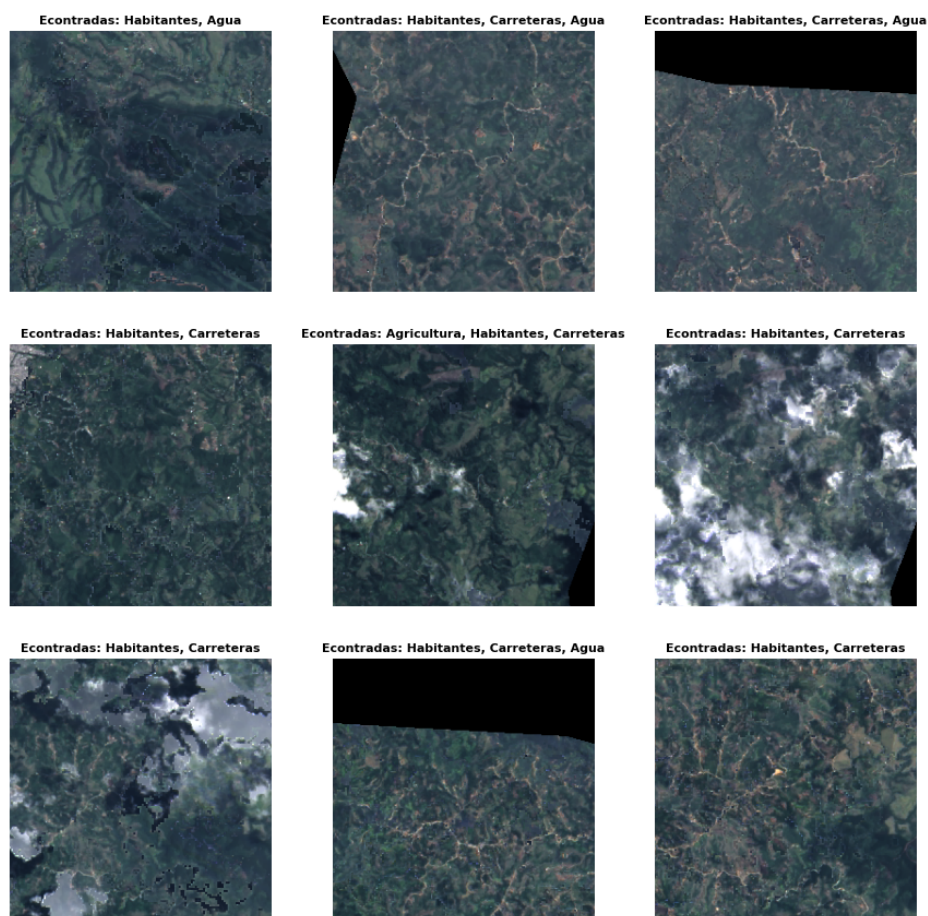 Econtradas: Habitantes, Agua
Econtradas: Habitantes, Carreteras, Agua
Econtradas: Habitantes, Carreteras, Agua
Econtradas: Habitantes, Carreteras
Econtradas: Agricultura, Habitantes, Carreteras
Econtradas: Habitantes, Carreteras
Econtradas: Habitantes, Carreteras
Econtradas: Habitantes, Carreteras, Agua
Econtradas: Habitantes, Carreteras